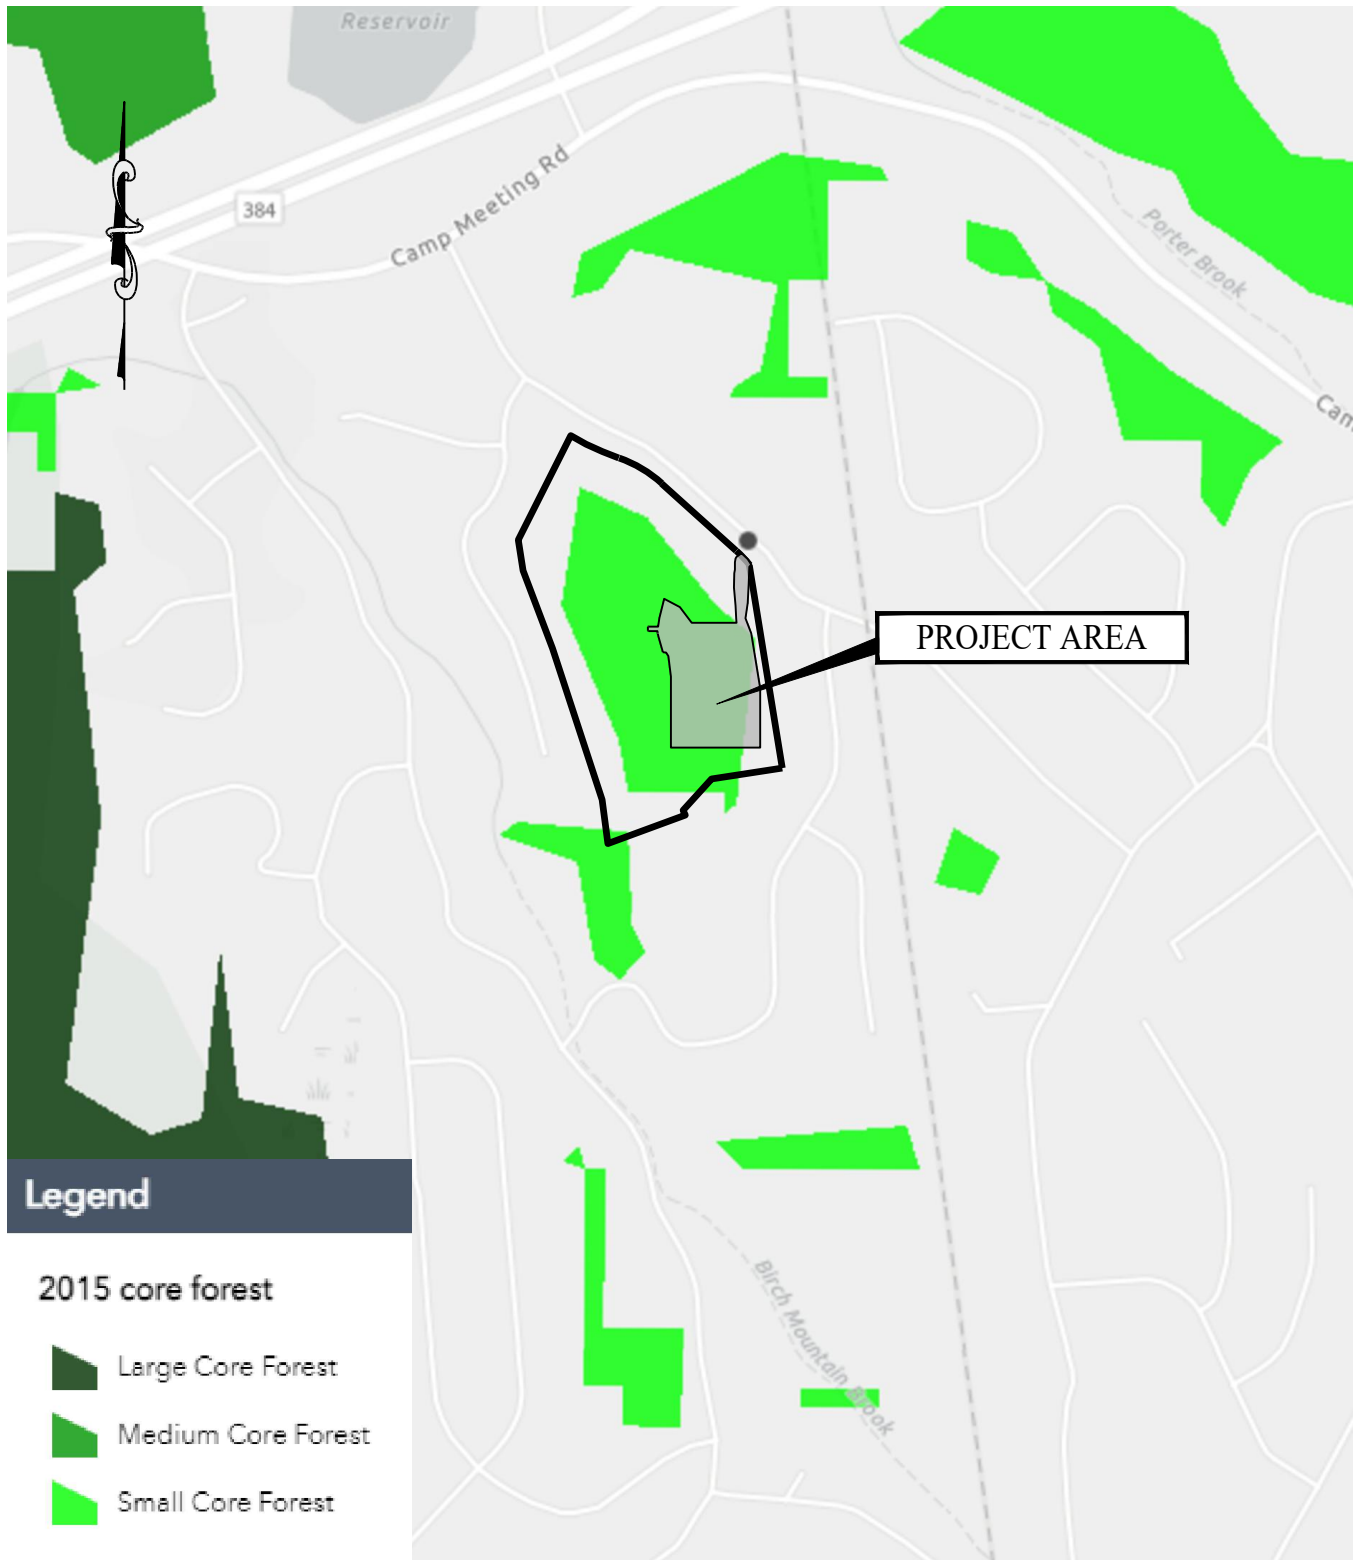 Reservoir
384
Camp Meeting Rd
Porter Brook
Cam
PROJECT AREA
Birch Mountain Brook
Legend
2015 core forest
Large Core Forest
Medium Core Forest
Small Core Forest